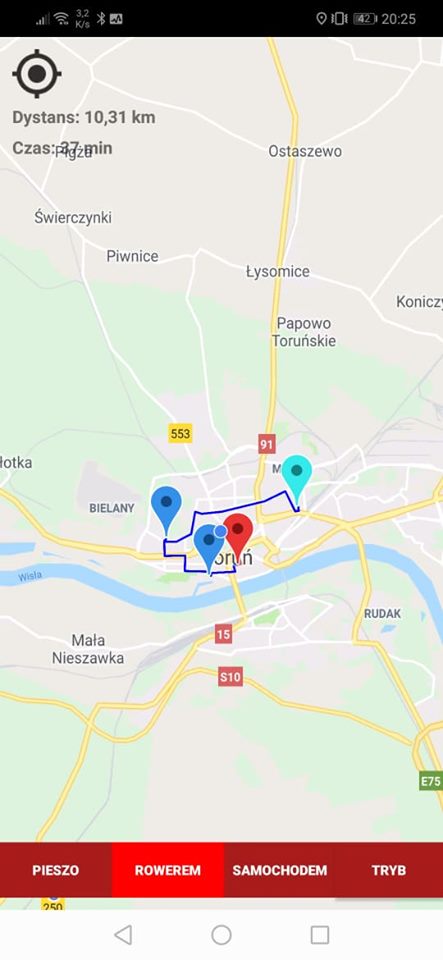 3,2
K/s
42
20:25
Dystans: 10,31 km
Czas: 37 min
Pigża
Ostaszewo
Świerczynki
Piwnice
Łysomice
Koniczy
Papowo
Toruńskie
553
91
łotka
M
BIELANY
oruń
Wisła
RUDAK
15
Mała
Nieszawka
S10
E75
PIESZO
ROWEREM
SAMOCHODEM
TRYB
250